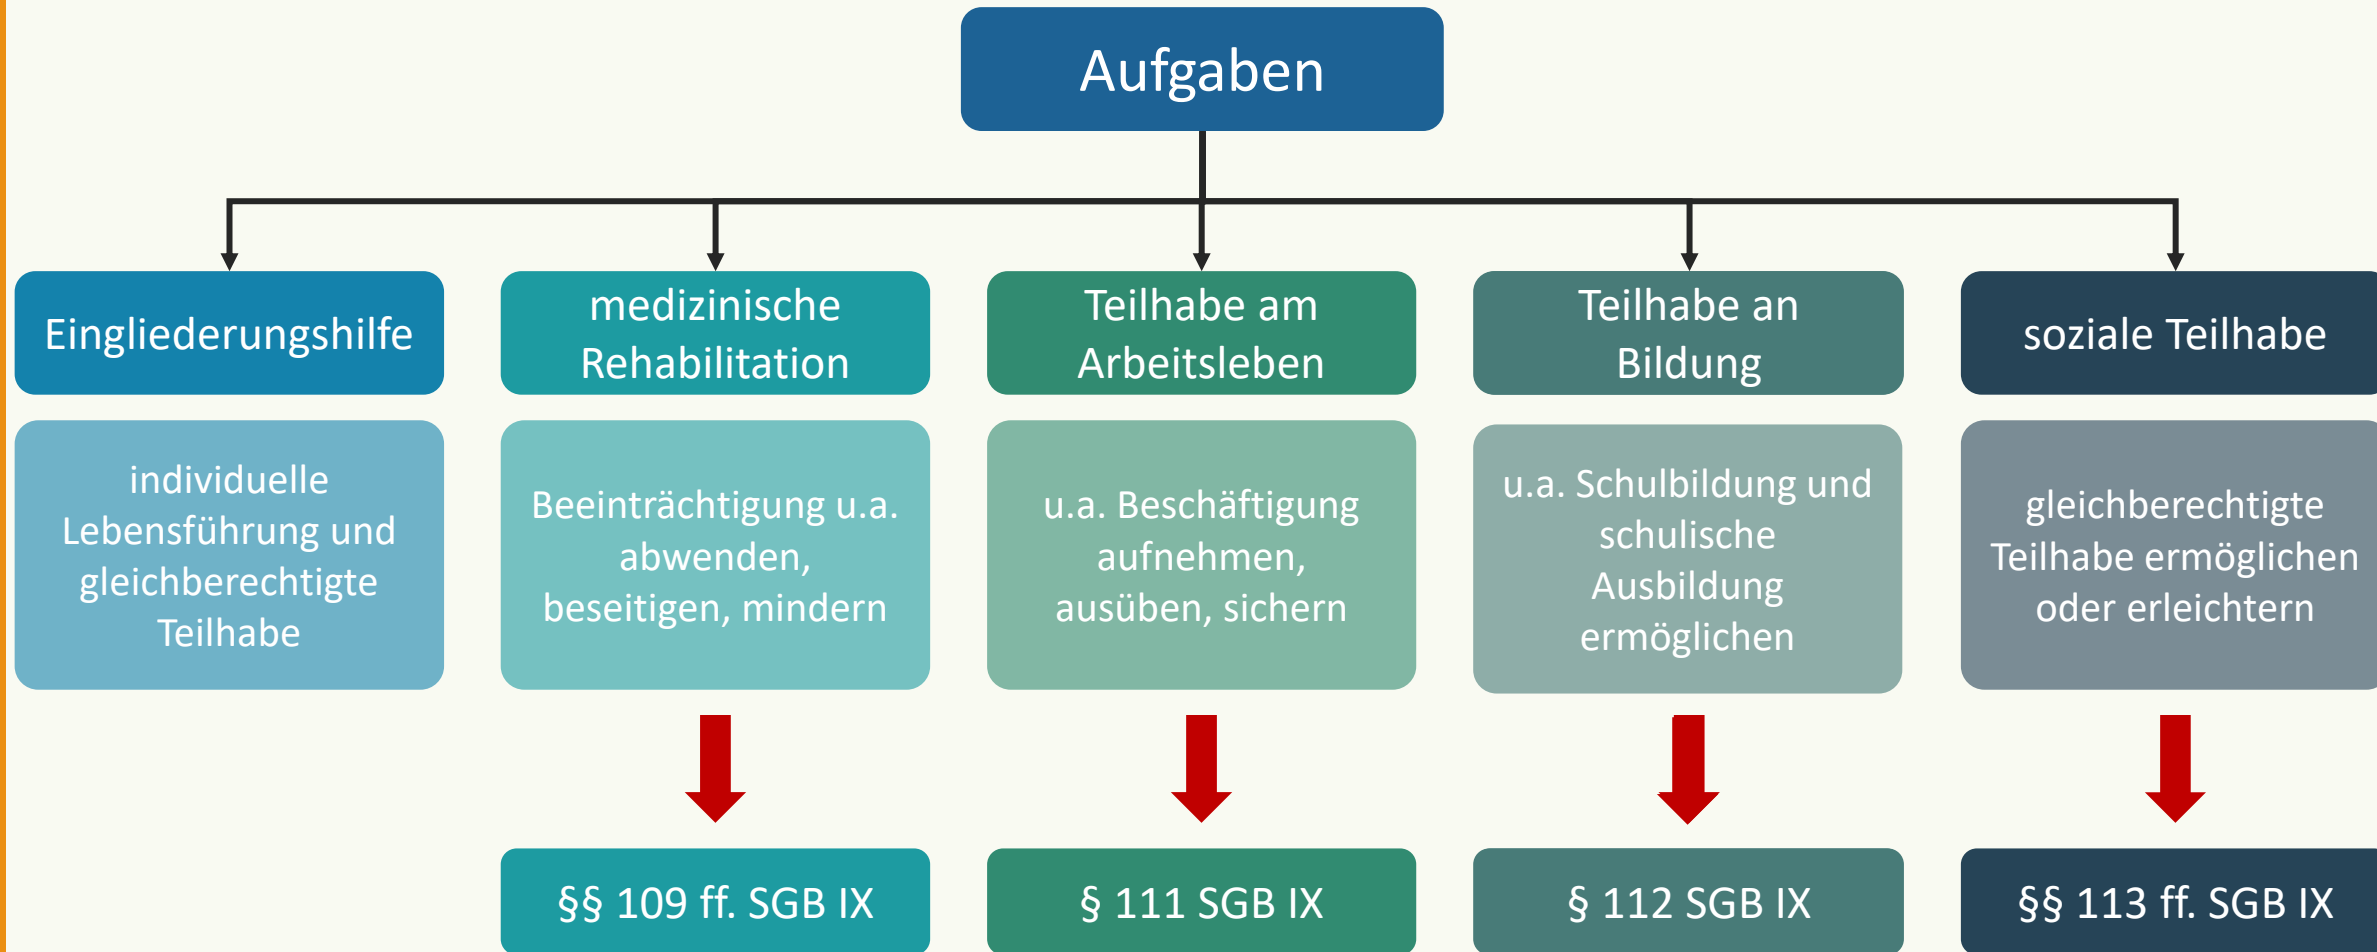 Aufgaben
Eingliederungshilfe
individuelle
Lebensführung und
gleichberechtigte
Teilhabe
medizinische
Rehabilitation
Beeinträchtigung u.a.
abwenden,
beseitigen, mindern
§§ 109 ff. SGB IX
Teilhabe am
Arbeitsleben
u.a. Beschäftigung
aufnehmen,
ausüben, sichern
§ 111 SGB IX
Teilhabe an
Bildung
u.a. Schulbildung und
schulische
Ausbildung
ermöglichen
§ 112 SGB IX
soziale Teilhabe
gleichberechtigte
Teilhabe ermöglichen
oder erleichtern
§§ 113 ff. SGB IX